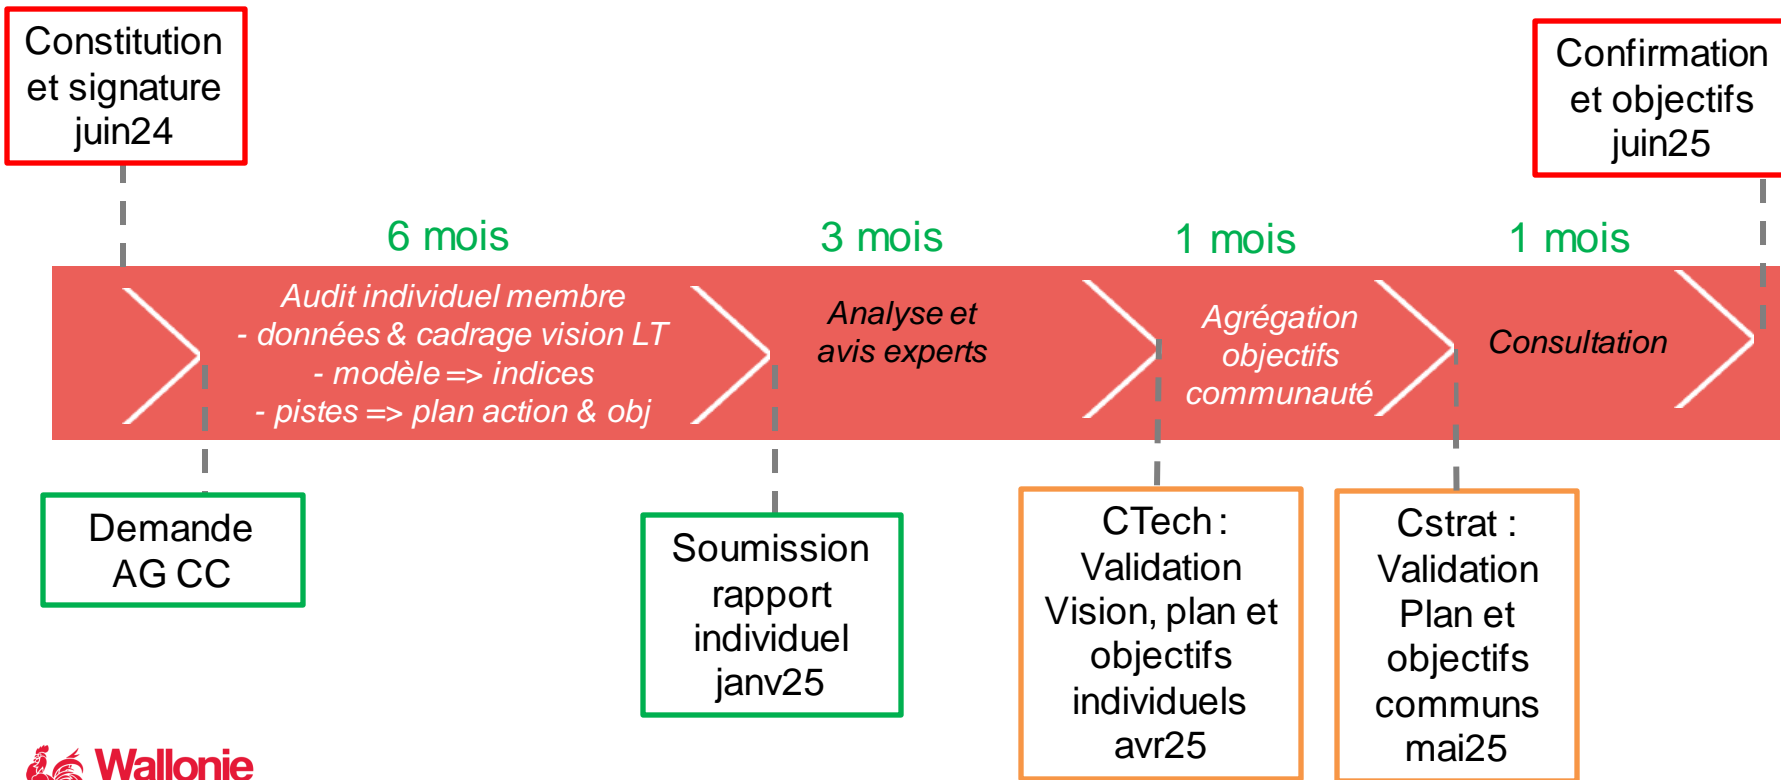 Constitution
et signature
juin24
Confirmation
et objectifs
juin25
6 mois
3 mois
1 mois
1 mois
Audit individuel membre
- données & cadrage vision LT
- modèle => indices
- pistes => plan action & obj
Analyse et
avis experts
Agrégation
objectifs
communauté
Consultation
Demande
AG CC
Soumission
rapport
individuel
janv25
CTech :
Validation
Vision, plan et
objectifs
individuels
avr25
Cstrat :
Validation
Plan et
objectifs
communs
mai25
Wallonie